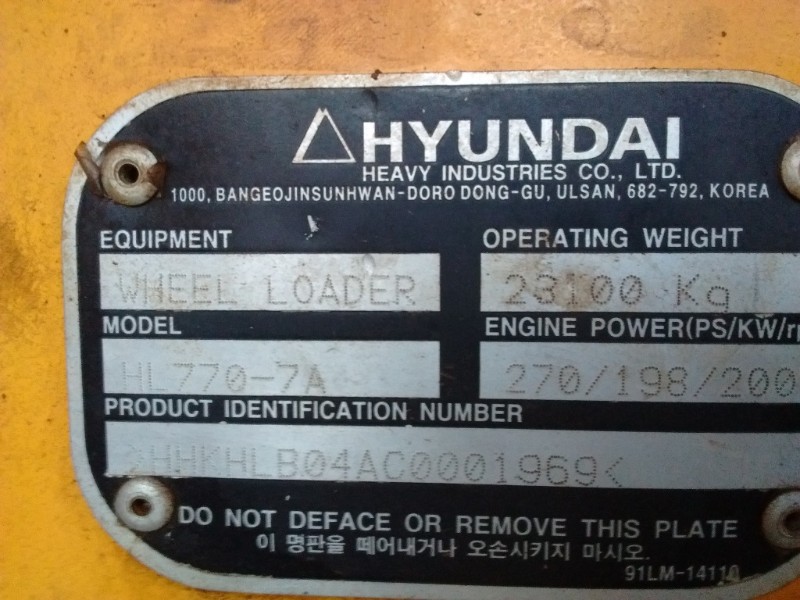 HYUNDAI
HEAVY INDUSTRIES CO., LTD.
1000, BANGEOJINSUNHWAN-DORO DONG-GU, ULSAN, 682-792, KOREA
EQUIPMENT OPERATING WEIGHT
WHEEL LOADER 23100 Kg
MODEL ENGINE POWER(PS/KW/
HL770-7A 270/198/200
PRODUCT IDENTIFICATION NUMBER
HHKHLB04AC0001969<
DO NOT DEFACE OR REMOVE THIS PLATE
이 명판을 떼어내거나 오손시키지 마시오.
91LM-14110